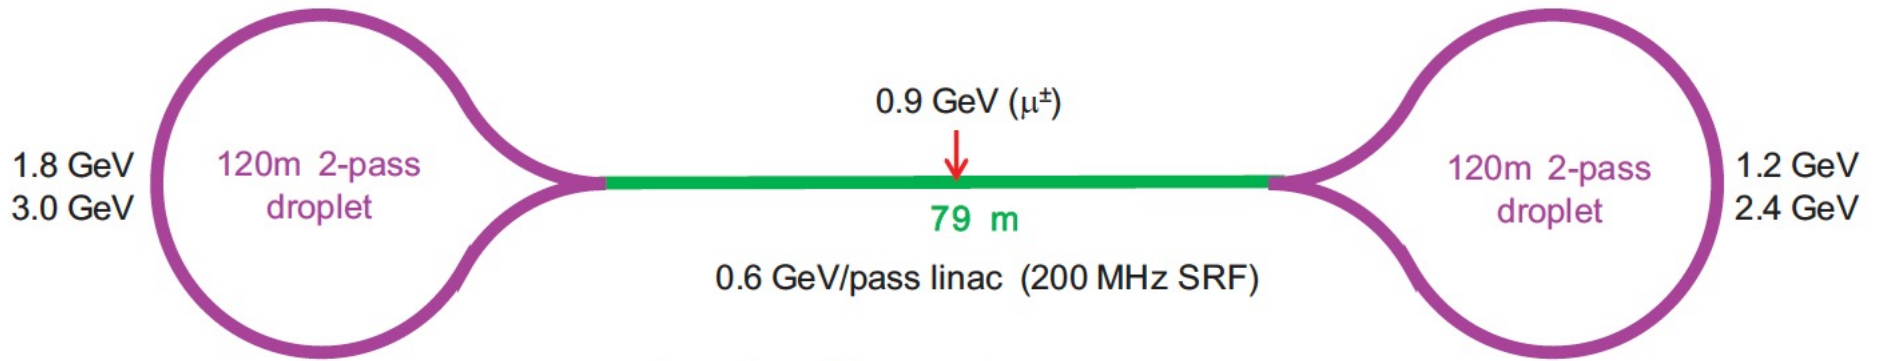 0.9 GeV (μ±)
1.8 GeV
3.0 GeV
120m 2-pass
droplet
79 m
0.6 GeV/pass linac (200 MHz SRF)
120m 2-pass
droplet
1.2 GeV
2.4 GeV